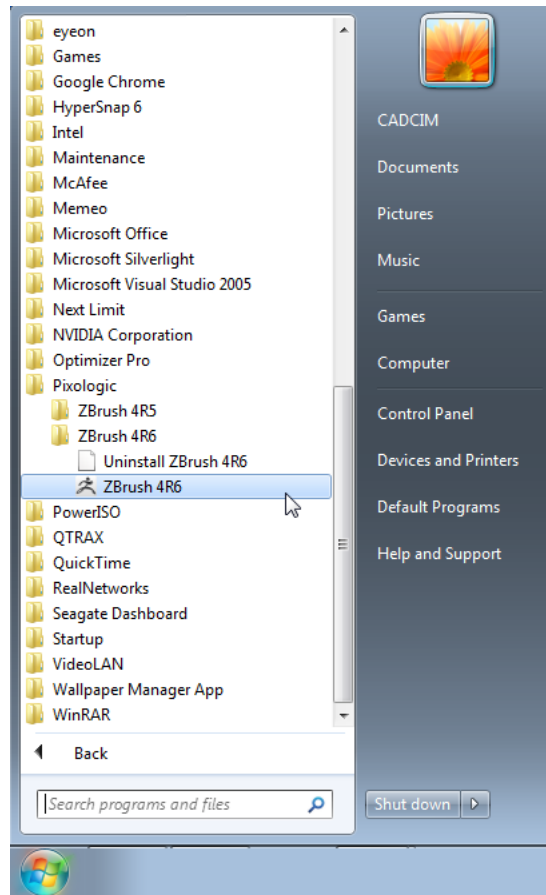 eyeon
Games
Google Chrome
HyperSnap 6
Intel
Maintenance
McAfee
Memeo
Microsoft Office
Microsoft Silverlight
Microsoft Visual Studio 2005
Next Limit
NVIDIA Corporation
Optimizer Pro
Pixologic
ZBrush 4R5
ZBrush 4R6
Uninstall ZBrush 4R6
ZBrush 4R6
PowerISO
QTRAX
QuickTime
RealNetworks
Seagate Dashboard
Startup
VideoLAN
Wallpaper Manager App
WinRAR
Back
Search programs and files
CADCIM
Documents
Pictures
Music
Games
Computer
Control Panel
Devices and Printers
Default Programs
Help and Support
Shut down